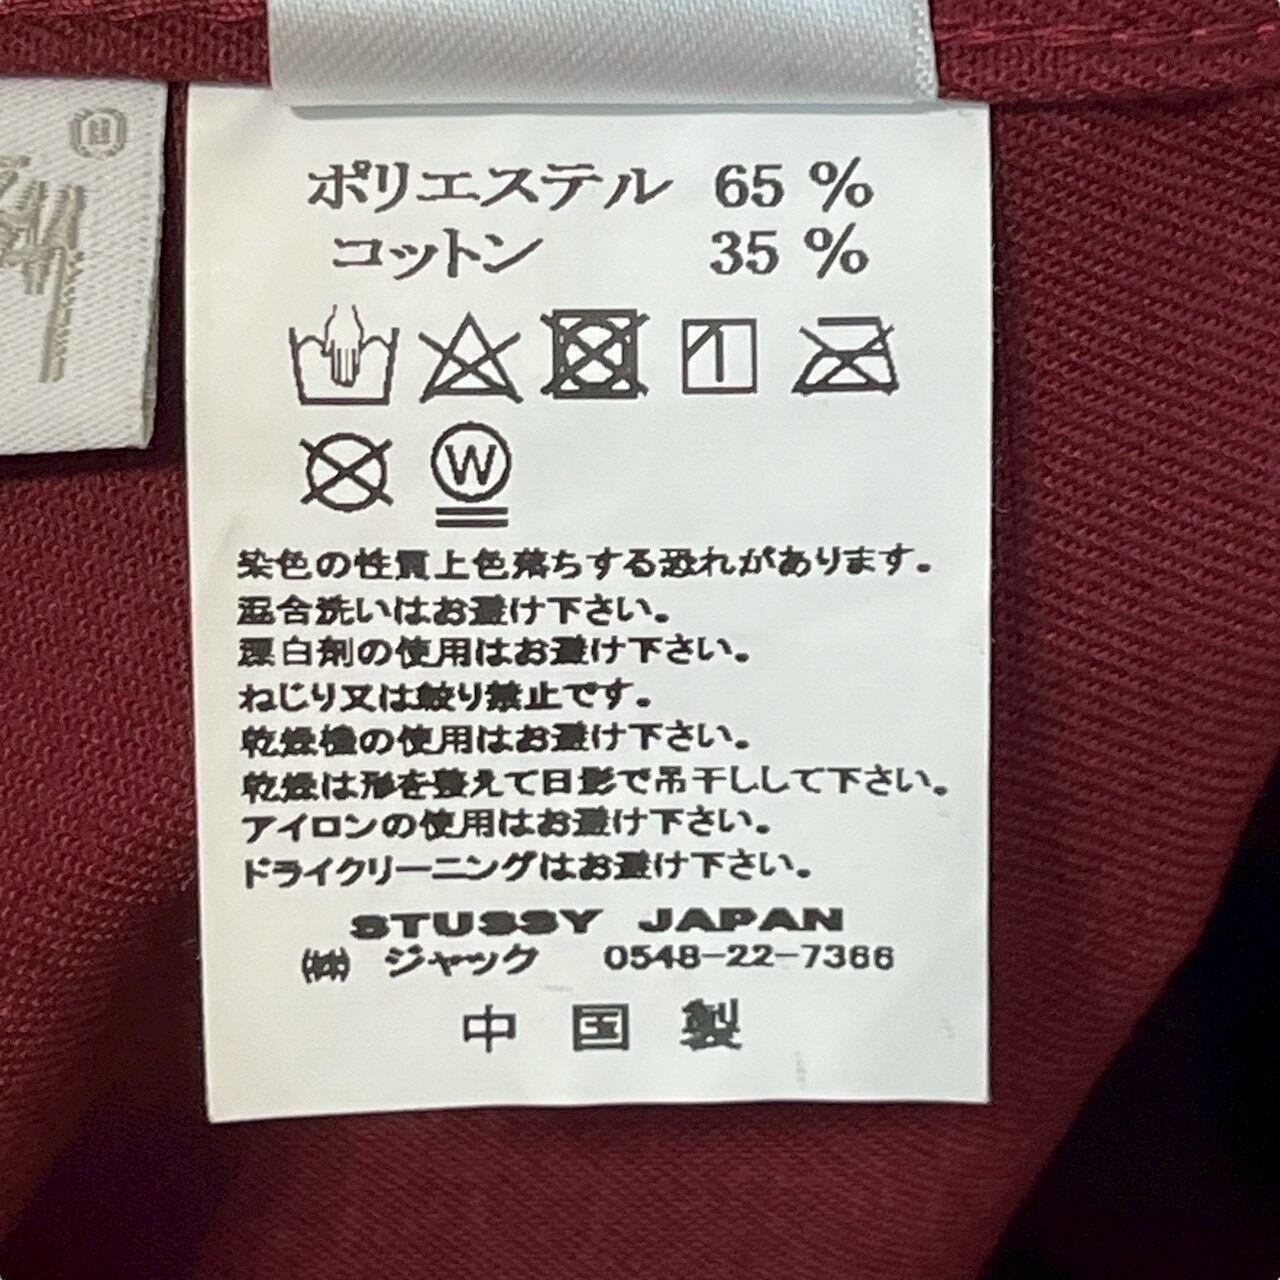 ポリエステル 65 %
コットン 35 %
W
染色の性質上色落ちする恐れがあります。
混合洗いはお避け下さい。
漂白剤の使用はお避け下さい。
ねじり又は絞り禁止です。
乾燥機の使用はお避け下さい。
乾燥は形を整えて日影で吊干しして下さい。
アイロンの使用はお避け下さい。
ドライクリーニングはお避け下さい。
STUSSY JAPAN
㈱ ジャック 0548-22-7366
中国製